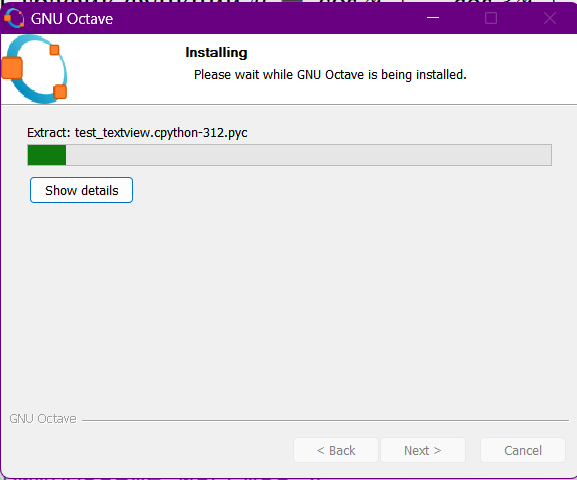 GNU Octave
Installing
Please wait while GNU Octave is being installed.
Extract: test_textview.cpython-312.pyc
Show details
GNU Octave
< Back
Next >
Cancel